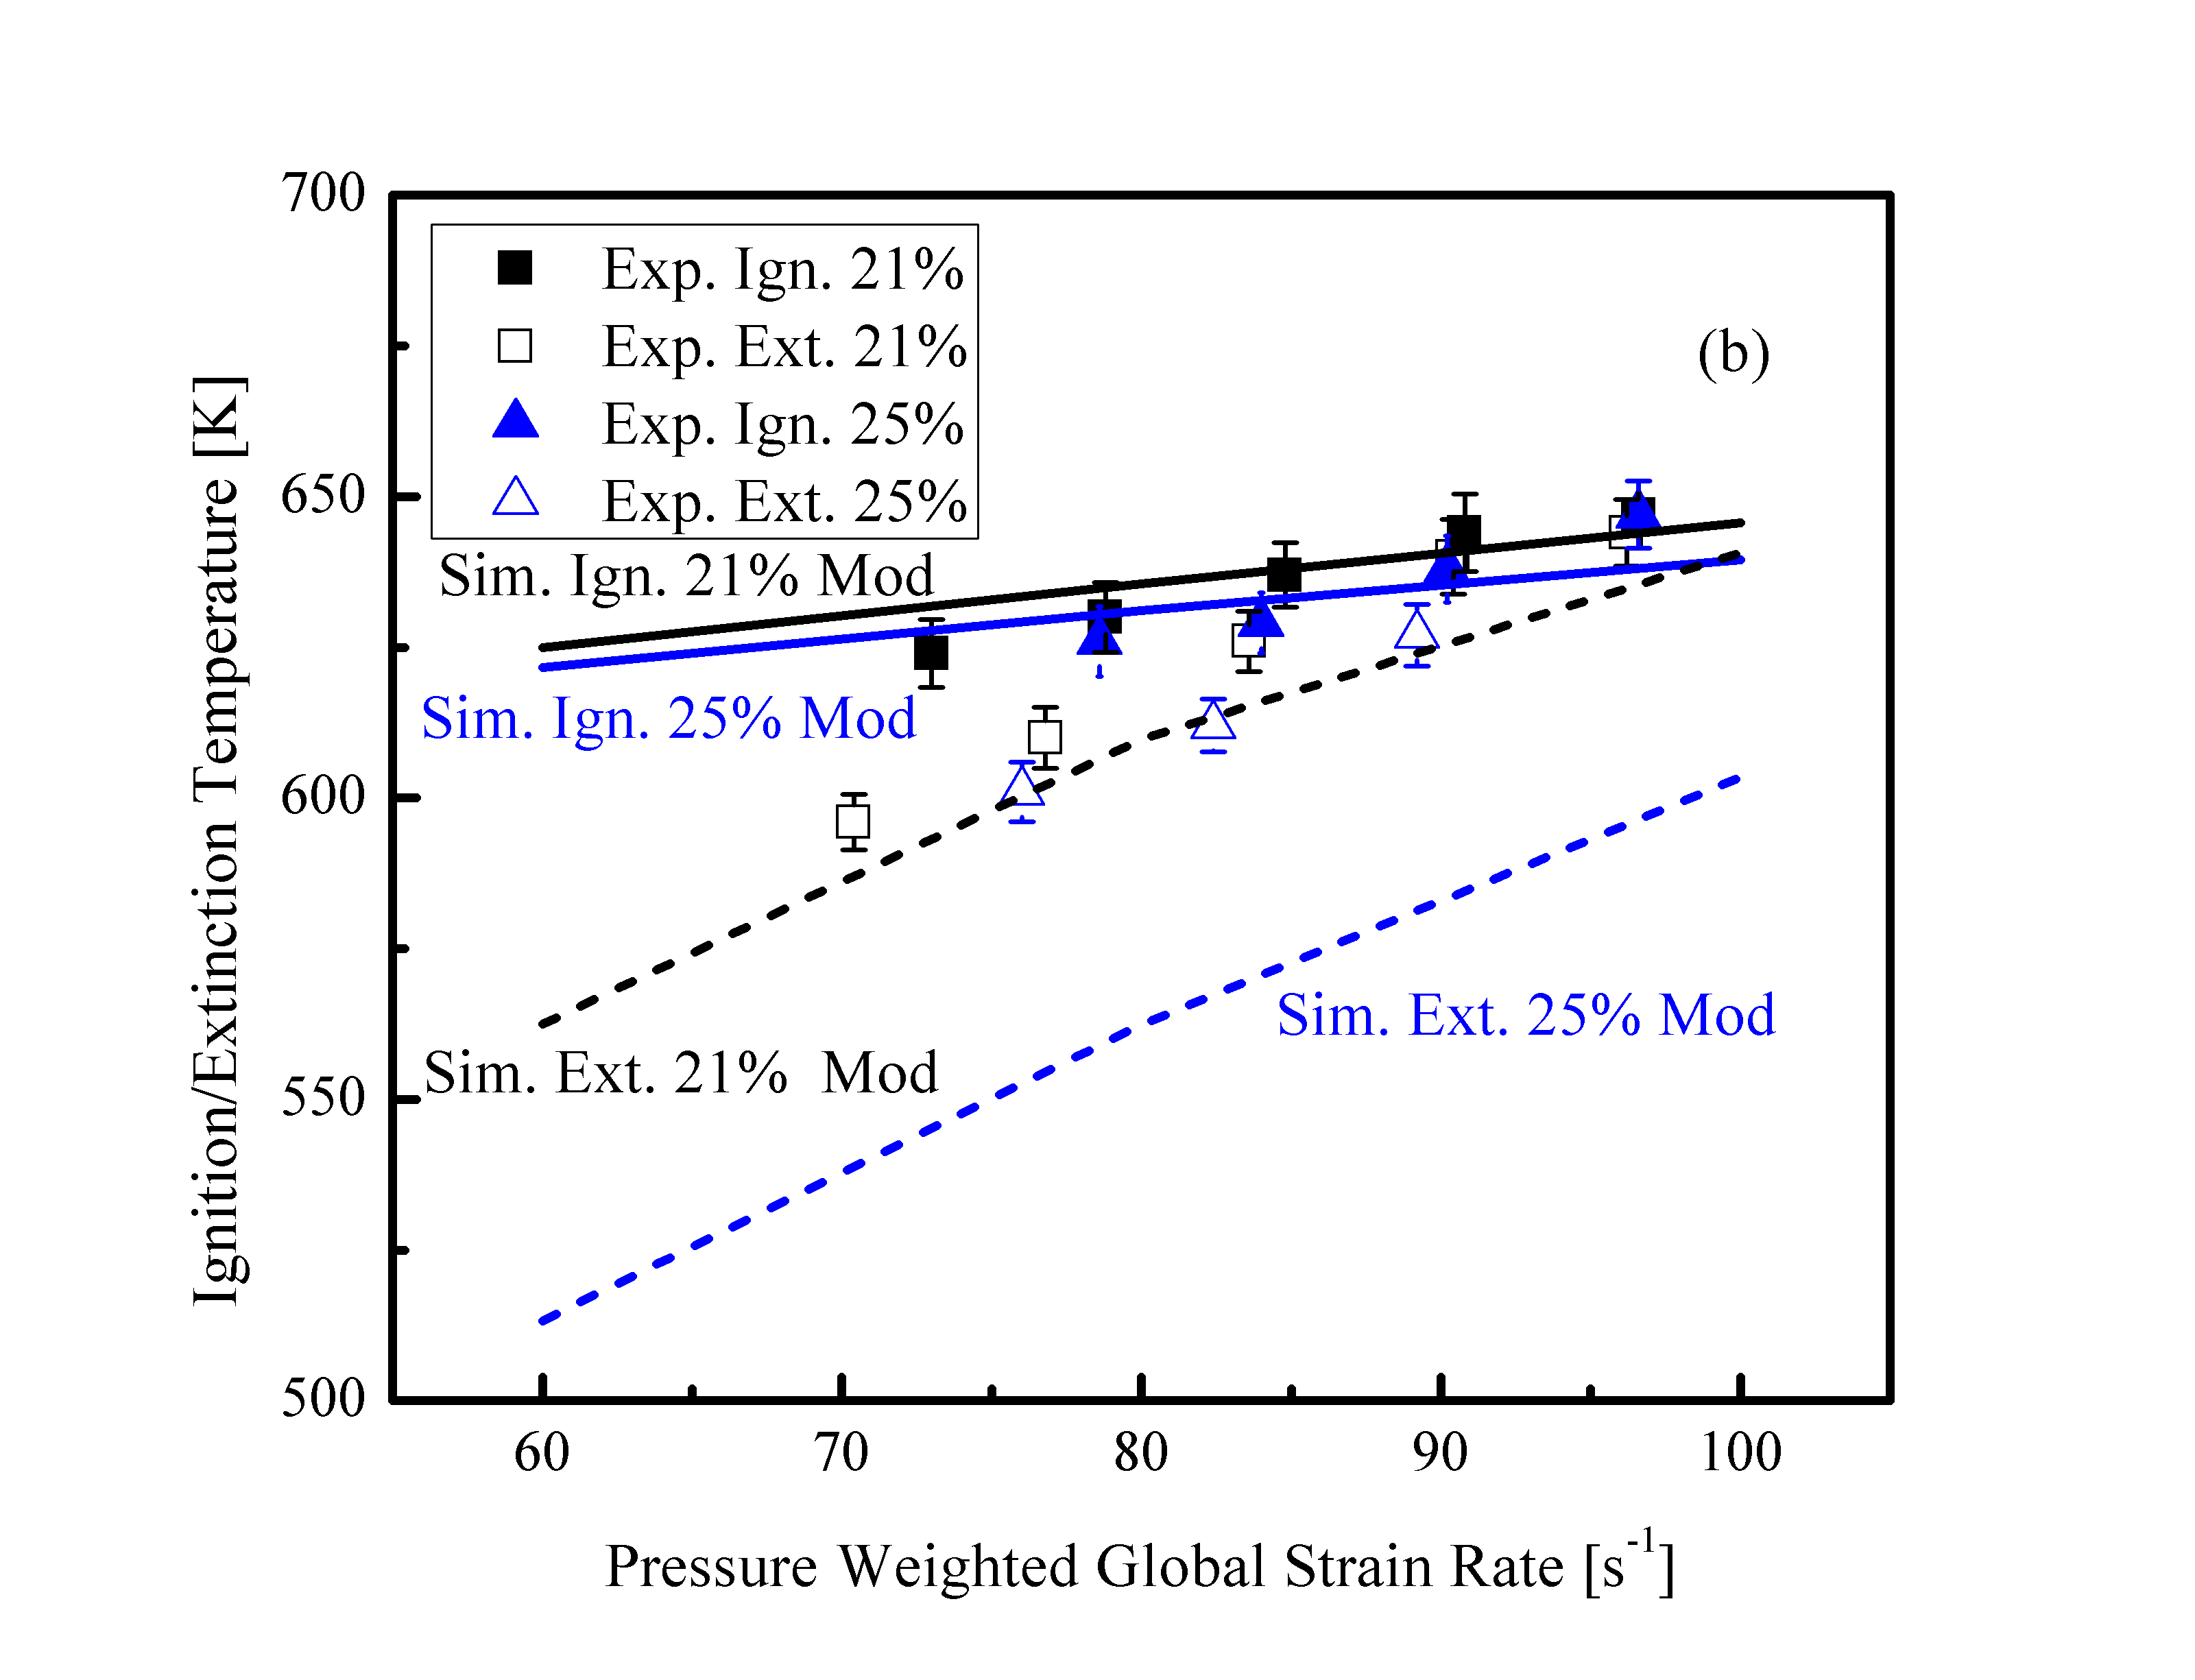 700
650
600
550
500
Ignition/Extinction Temperature [K]
Exp. Ign. 21%
Exp. Ext. 21%
Exp. Ign. 25%
Exp. Ext. 25%
(b)
Sim. Ign. 21% Mod
Sim. Ign. 25% Mod
Sim. Ext. 25% Mod
Sim. Ext. 21%  Mod
60 70 80 90 100
Pressure Weighted Global Strain Rate [s⁻¹]